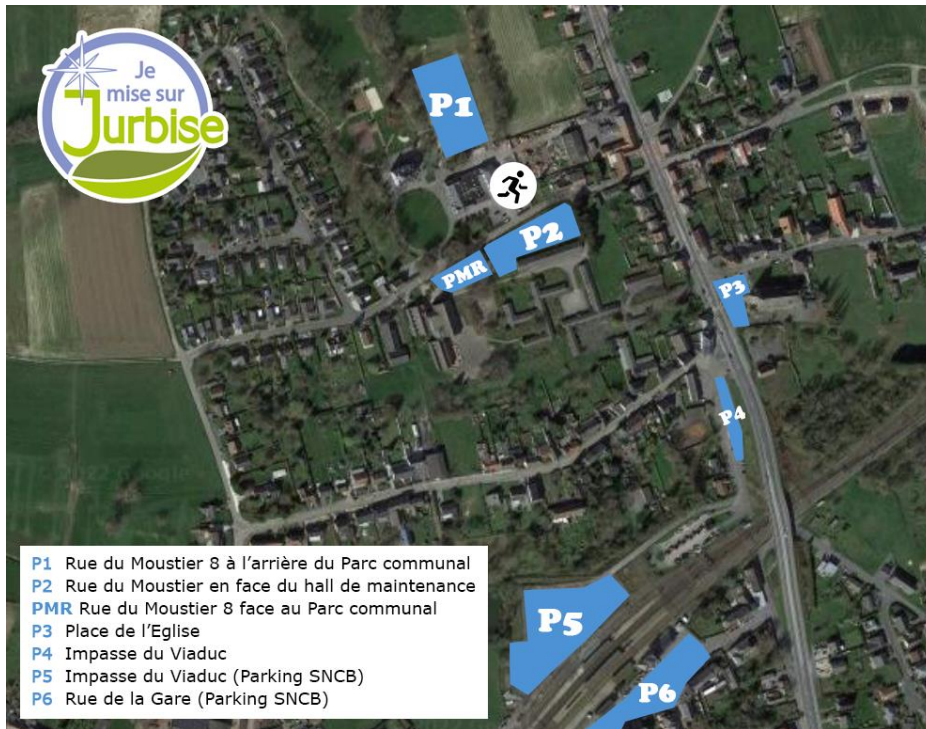 Je
mise sur
Jurbise
P1
P2
PMR
P3
P4
P5
P6
P1 Rue du Moustier 8 à l’arrière du Parc communal
P2 Rue du Moustier en face du hall de maintenance
PMR Rue du Moustier 8 face au Parc communal
P3 Place de l’Eglise
P4 Impasse du Viaduc
P5 Impasse du Viaduc (Parking SNCB)
P6 Rue de la Gare (Parking SNCB)